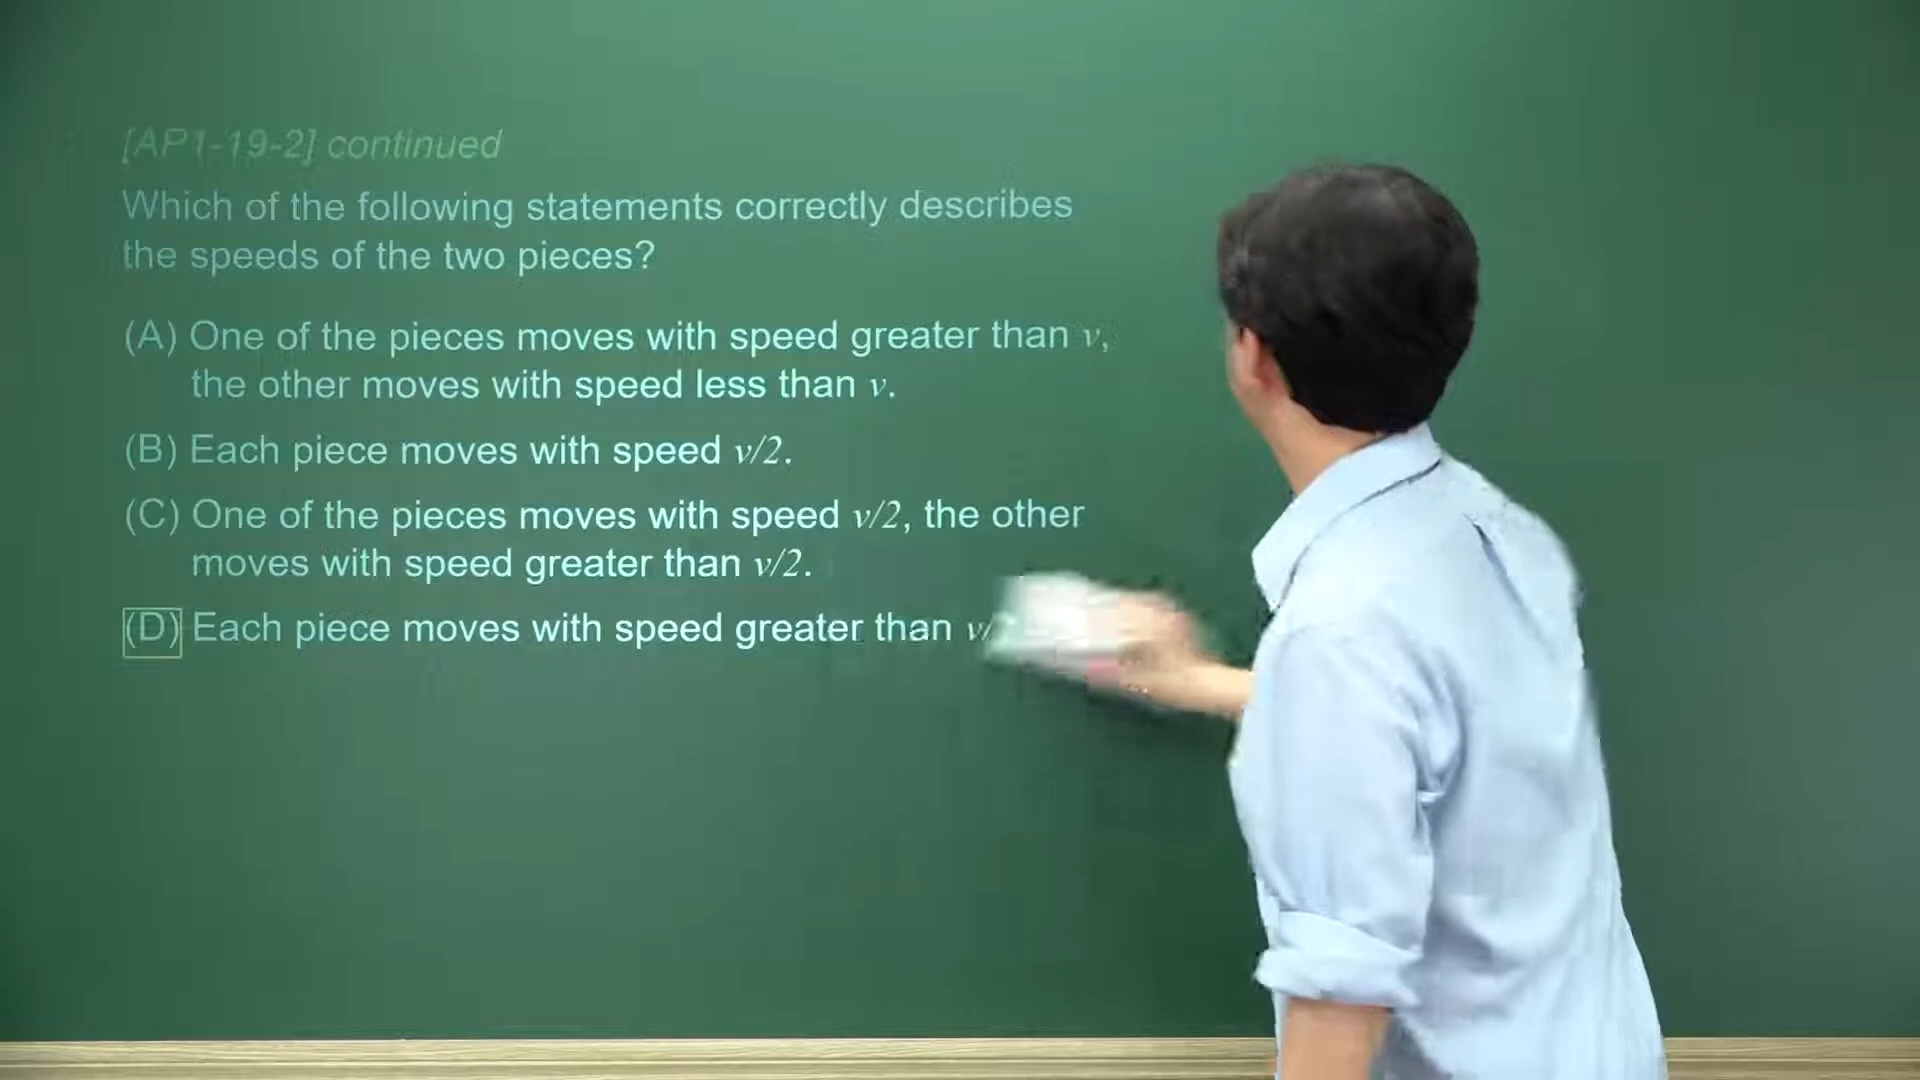 [AP1-19-2] continued
Which of the following statements correctly describes
the speeds of the two pieces?
(A) One of the pieces moves with speed greater than v,
the other moves with speed less than v.
(B) Each piece moves with speed v/2.
(C) One of the pieces moves with speed v/2, the other
moves with speed greater than v/2.
(D) Each piece moves with speed greater than